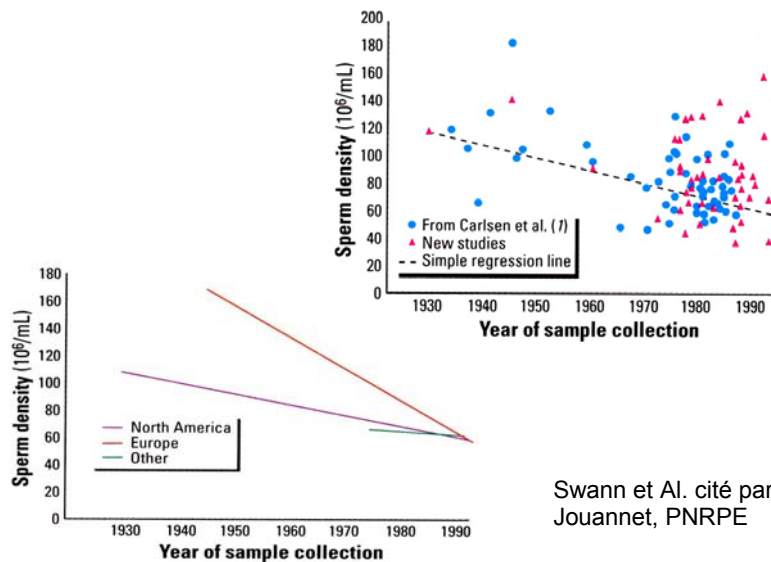 200
180
160
140
120
100
80
60
40
20
0
Sperm density (10⁶/mL)
From Carlsen et al. (1)
New studies
Simple regression line
1930 1940 1950 1960 1970 1980 1990
Year of sample collection
180
160
140
120
100
80
60
40
20
0
Sperm density (10⁶/mL)
North America
Europe
Other
1930 1940 1950 1960 1970 1980 1990
Year of sample collection
Swann et Al. cité par
Jouannet, PNRPE